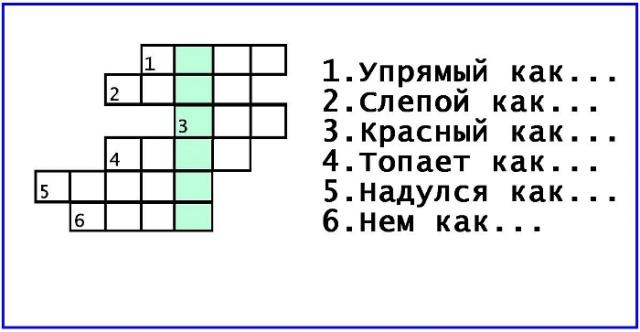 1
2
3
4
5
6
1.Упрямый как...
2.Слепой как...
3.Красный как...
4.Топает как...
5.Надулся как...
6.Нем как...